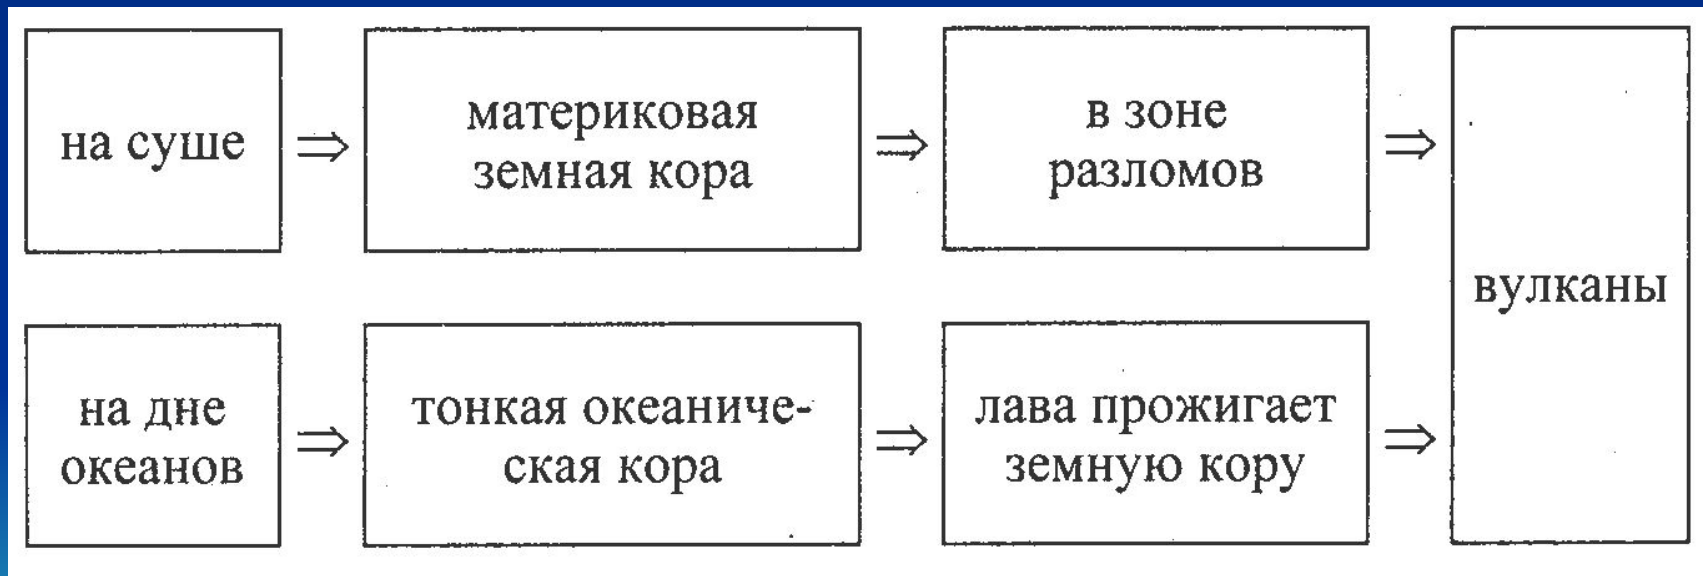 на суше
⇒
материковая
земная кора
⇒
в зоне
разломов
⇒
вулканы
на дне
океанов
⇒
тонкая океаниче-
ская кора
⇒
лава прожигает
земную кору
⇒